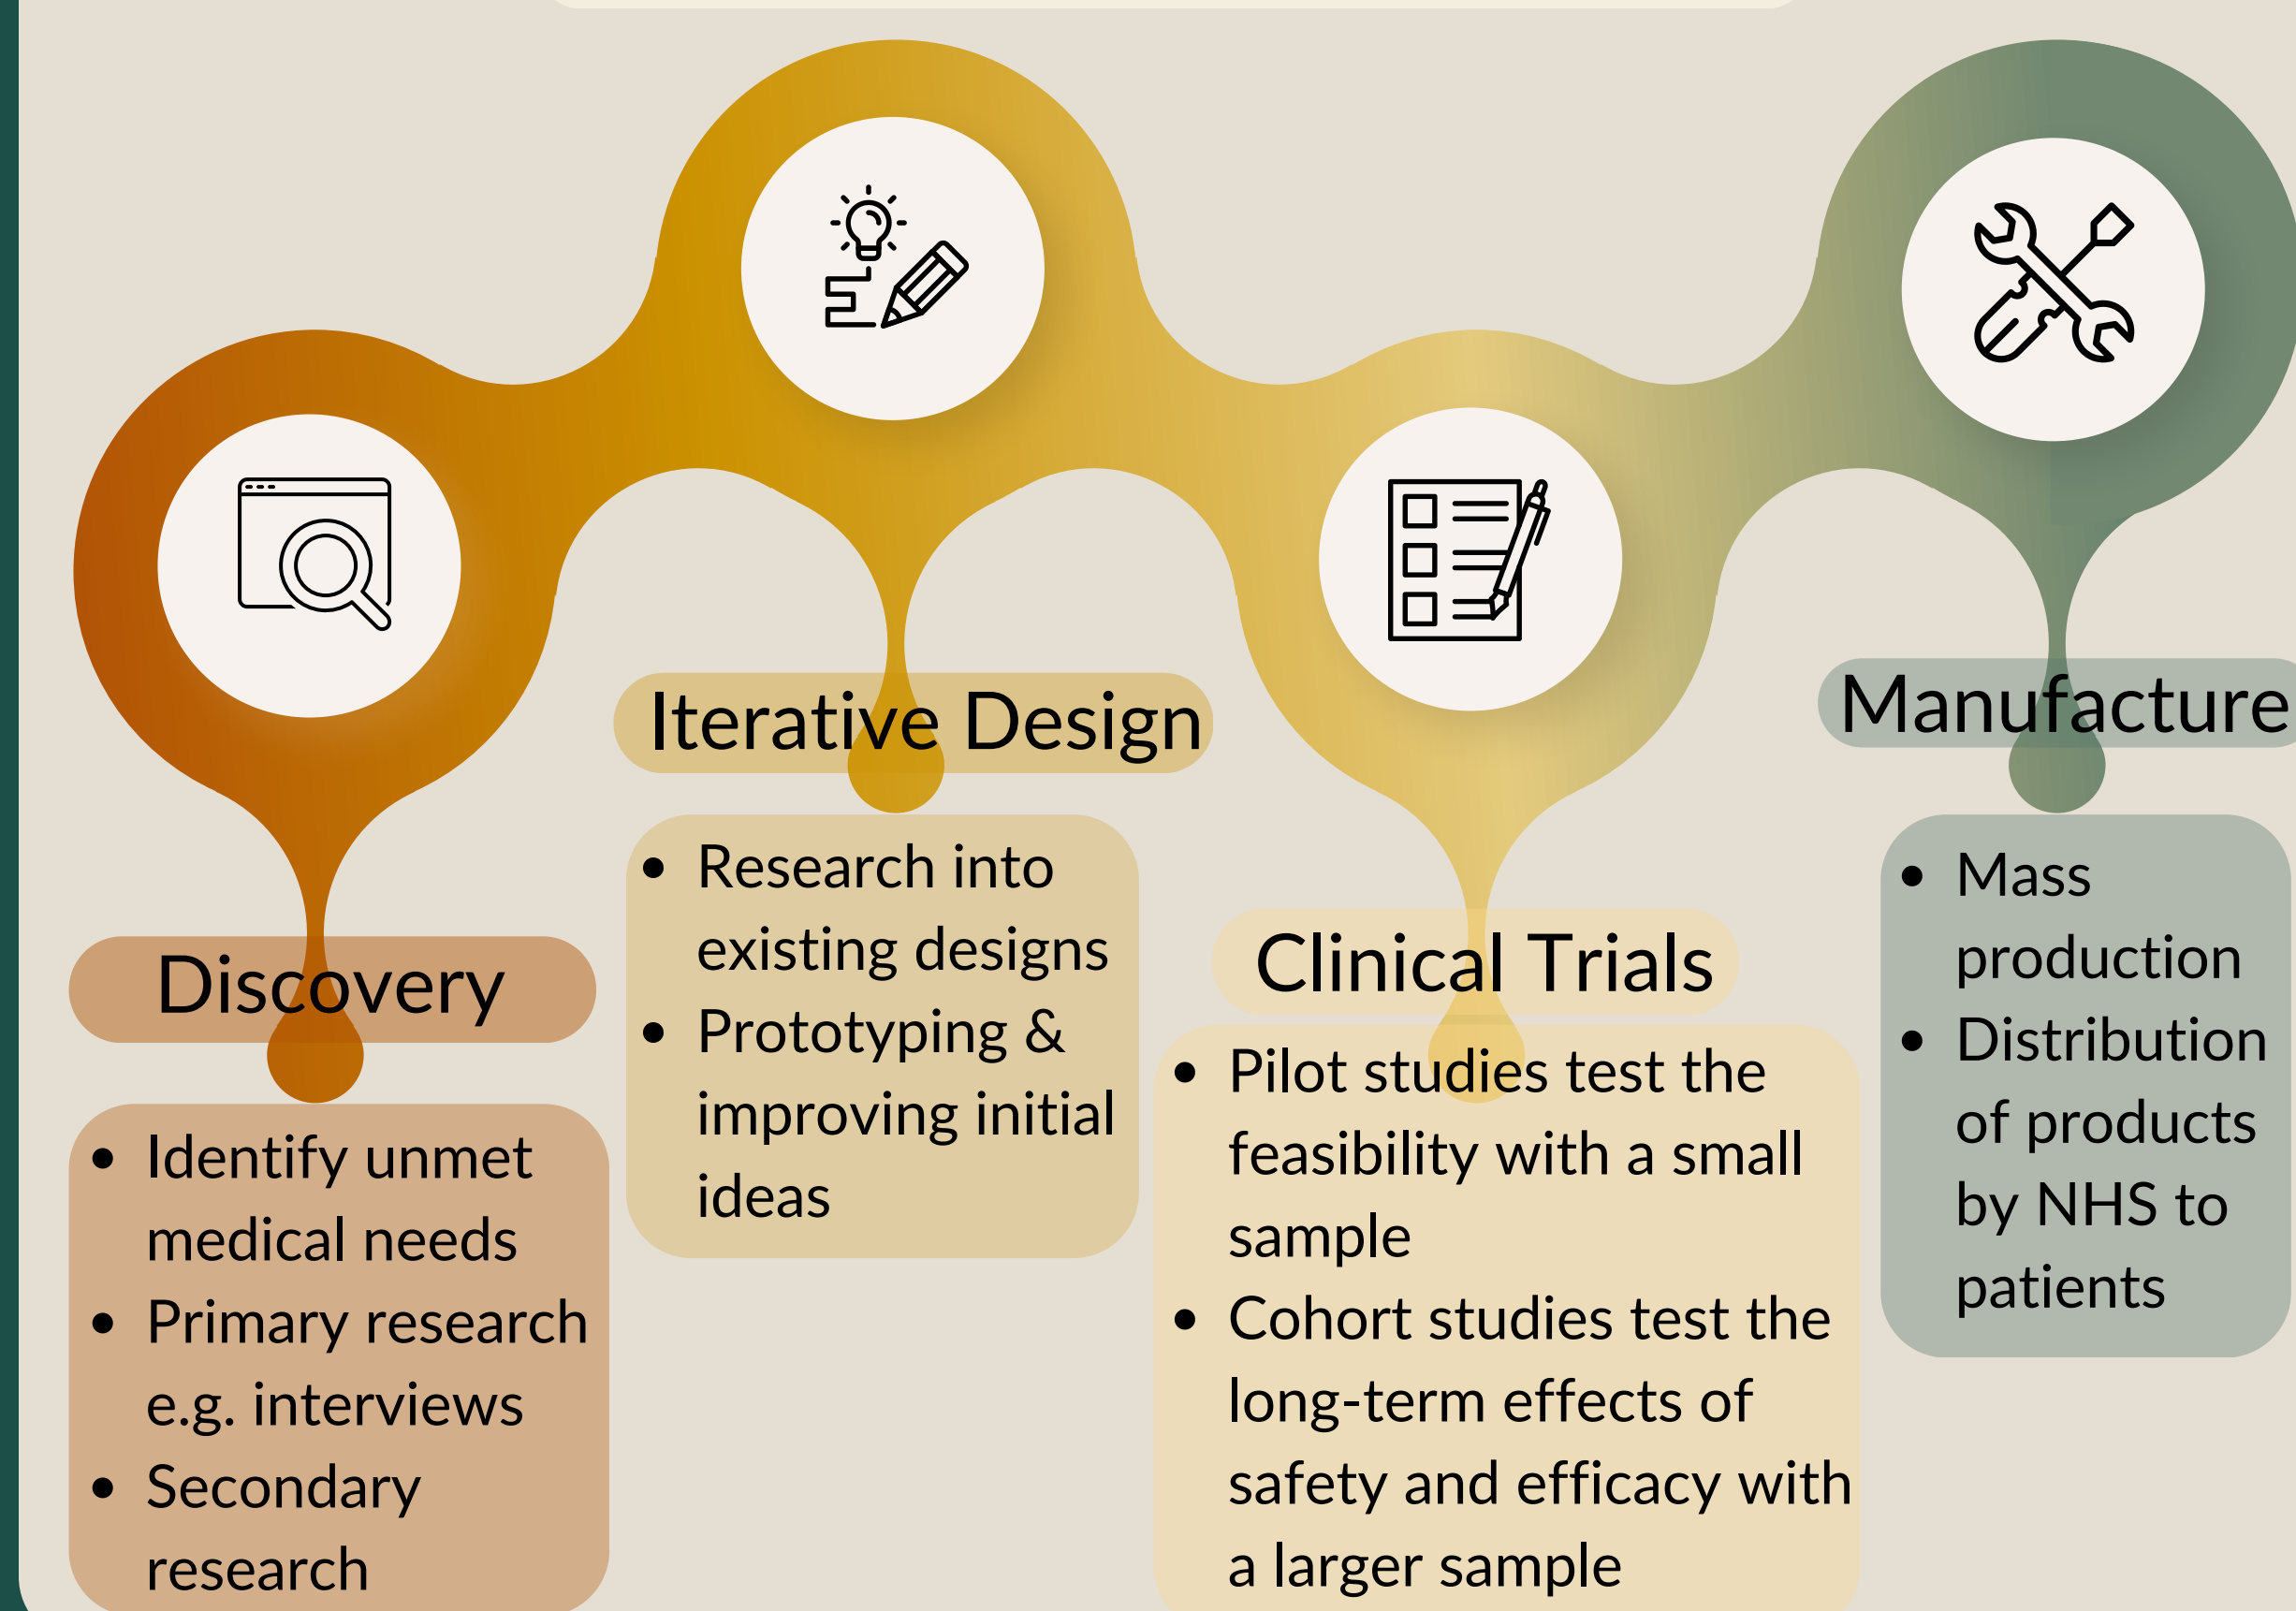 Discovery
• Identify unmet
medical needs
• Primary research
e.g. interviews
• Secondary
research
Iterative Design
• Research into
existing designs
• Prototyping &
improving initial
ideas
Clinical Trials
• Pilot studies test the
feasibility with a small
sample
• Cohort studies test the
long-term effects of
safety and efficacy with
a larger sample
Manufacture
• Mass
production
• Distribution
of products
by NHS to
patients